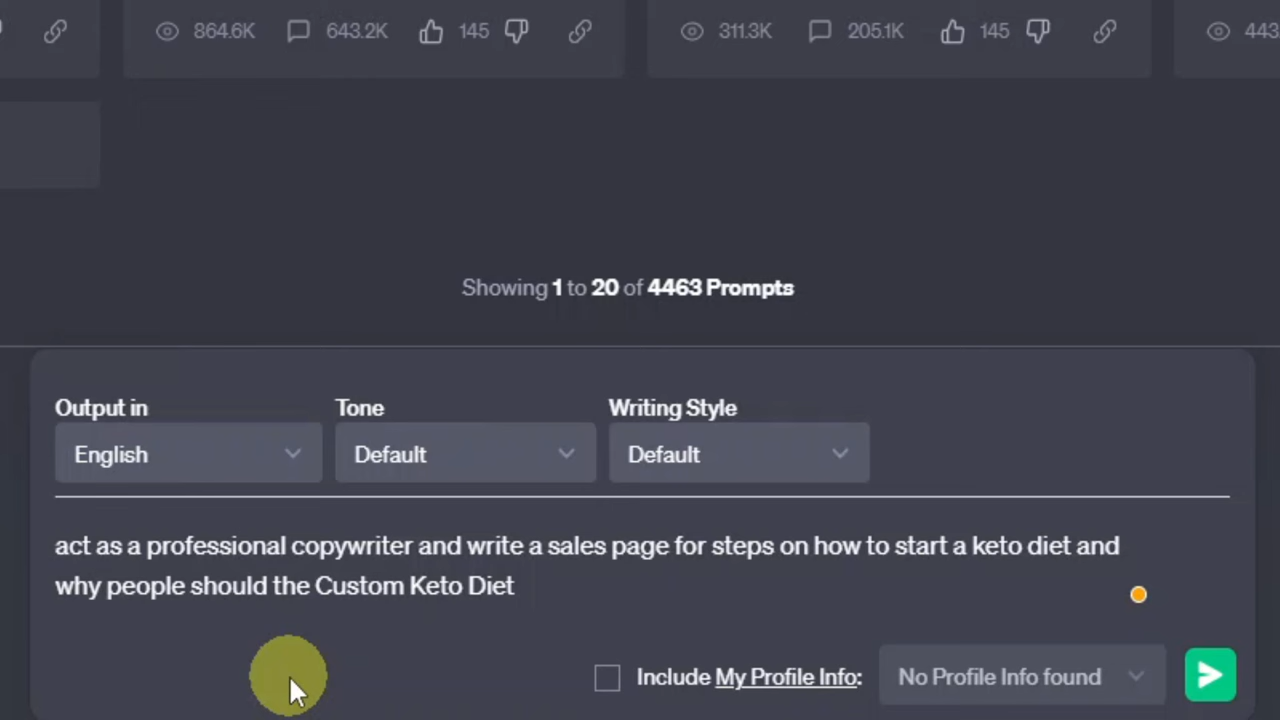 864.6K 643.2K 145 311.3K 205.1K 145 443
Showing 1 to 20 of 4463 Prompts
Output in Tone Writing Style
English Default Default
act as a professional copywriter and write a sales page for steps on how to start a keto diet and
why people should the Custom Keto Diet
Include My Profile Info: No Profile Info found